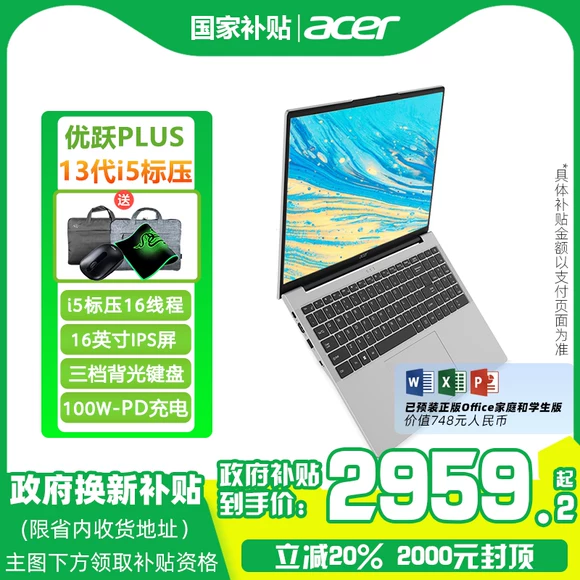 国家补贴 acer
优跃PLUS
13代i5标压
送
i5标压16线程
16英寸IPS屏
三档背光键盘
100W-PD充电
*具体补贴金额以支付页面为准
W X P
已预装正版Office家庭和学生版
价值748元人民币
政府换新补贴
(限省内收货地址)
主图下方领取补贴资格
政府补贴
到手价:
2959.2起
立减20% 2000元封顶